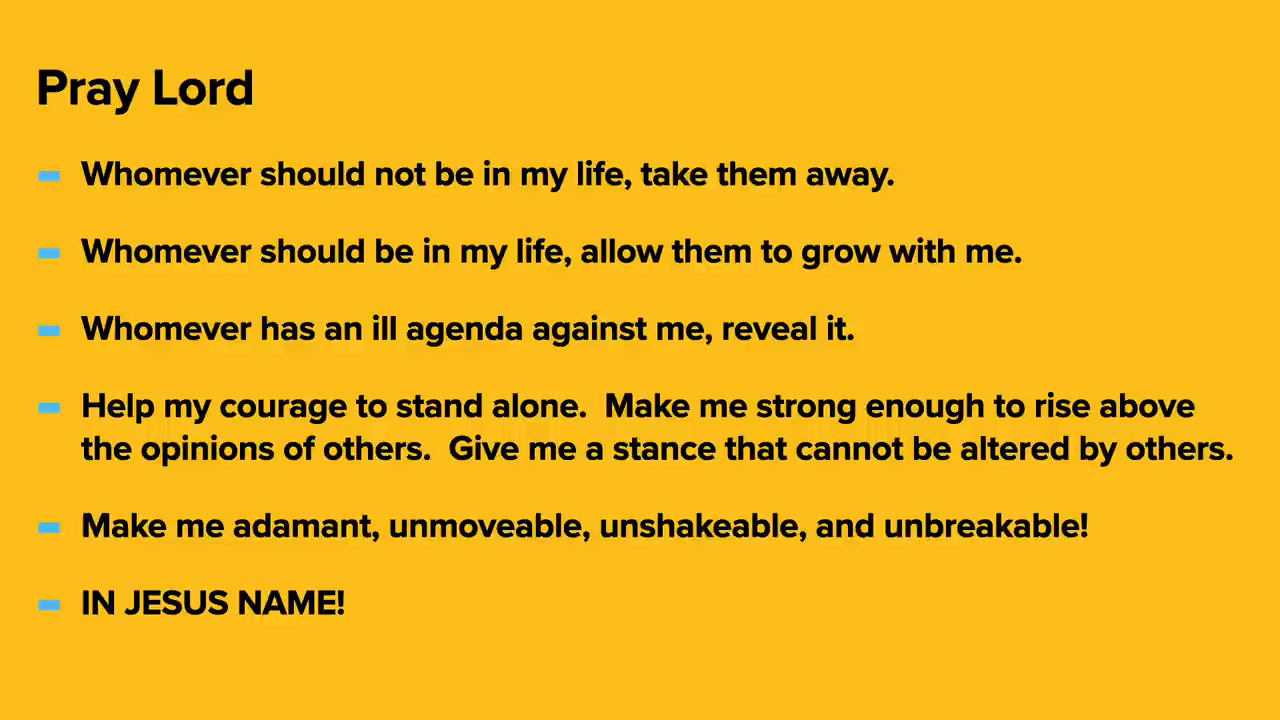 Pray Lord
Whomever should not be in my life, take them away.
Whomever should be in my life, allow them to grow with me.
Whomever has an ill agenda against me, reveal it.
Help my courage to stand alone.  Make me strong enough to rise above
the opinions of others.  Give me a stance that cannot be altered by others.
Make me adamant, unmoveable, unshakeable, and unbreakable!
IN JESUS NAME!